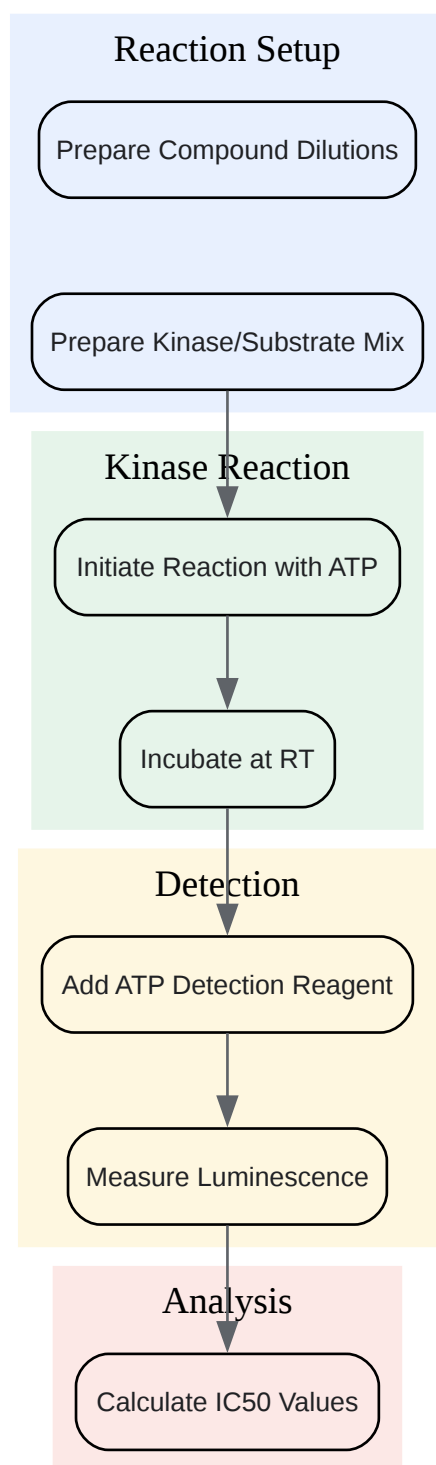 Reaction Setup
Prepare Compound Dilutions
Prepare Kinase/Substrate Mix
Kinase Reaction
Initiate Reaction with ATP
Incubate at RT
Detection
Add ATP Detection Reagent
Measure Luminescence
Analysis
Calculate IC50 Values